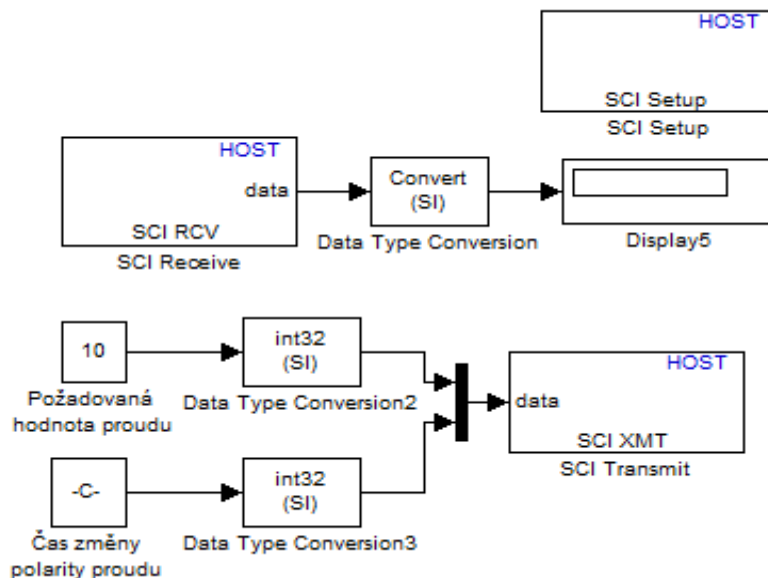 HOST
SCI Setup
SCI Setup
HOST
data
SCI RCV
SCI Receive
Convert
(SI)
Data Type Conversion
Display5
10
Požadovaná
hodnota proudu
int32
(SI)
Data Type Conversion2
HOST
data
SCI XMT
SCI Transmit
-C-
Čas změny
polarity proudu
int32
(SI)
Data Type Conversion3